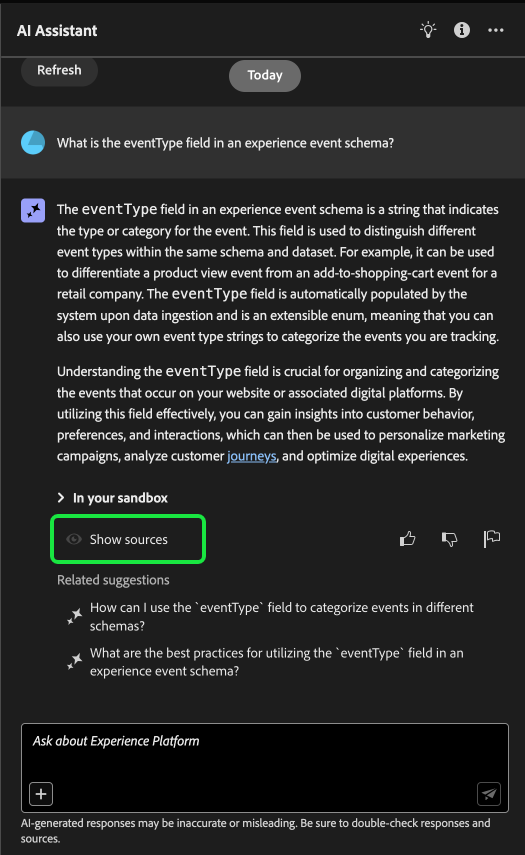 AI Assistant
Refresh
Today
What is the eventType field in an experience event schema?
The eventType field in an experience event schema is a string that indicates
the type or category for the event. This field is used to distinguish different
event types within the same schema and dataset. For example, it can be used
to differentiate a product view event from an add-to-shopping-cart event for a
retail company. The eventType field is automatically populated by the
system upon data ingestion and is an extensible enum, meaning that you can
also use your own event type strings to categorize the events you are tracking.
Understanding the eventType field is crucial for organizing and categorizing
the events that occur on your website or associated digital platforms. By
utilizing this field effectively, you can gain insights into customer behavior,
preferences, and interactions, which can then be used to personalize marketing
campaigns, analyze customer journeys, and optimize digital experiences.
In your sandbox
Show sources
Related suggestions
How can I use the `eventType` field to categorize events in different
schemas?
What are the best practices for utilizing the `eventType` field in an
experience event schema?
Ask about Experience Platform
AI-generated responses may be inaccurate or misleading. Be sure to double-check responses and
sources.